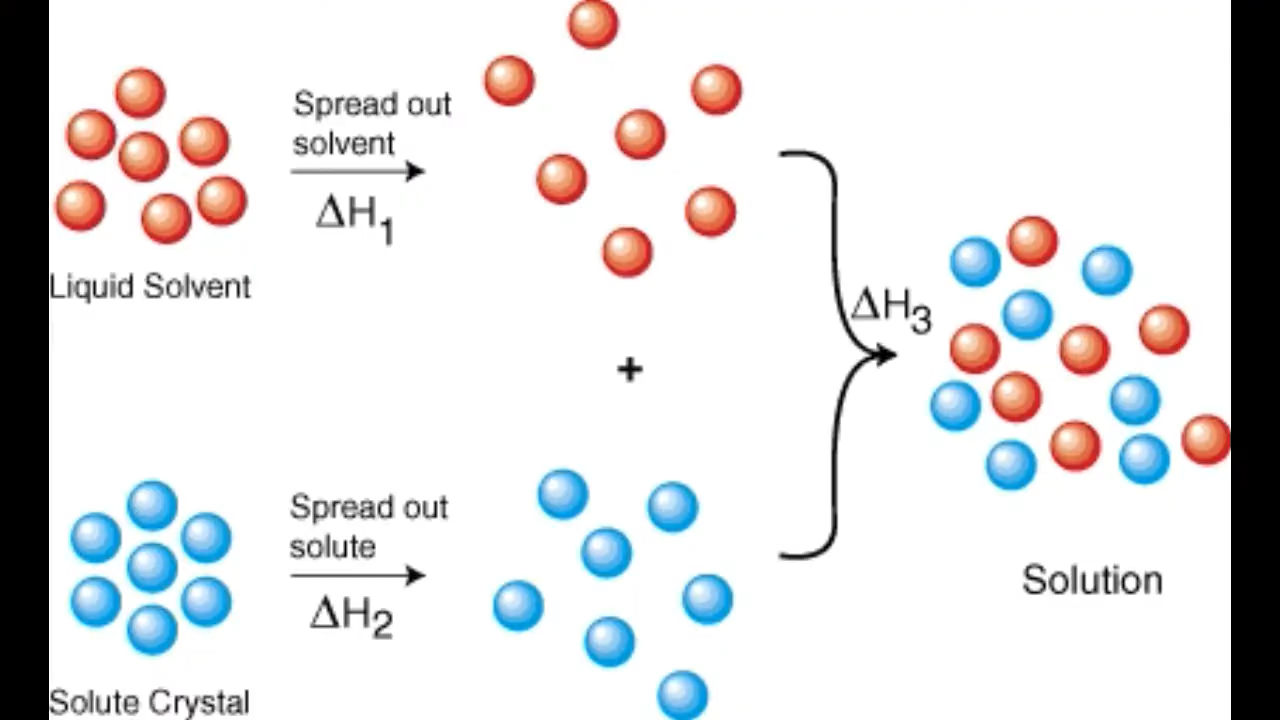 Spread out
solvent
ΔH1
Liquid Solvent
ΔH3
+
Spread out
solute
ΔH2
Solution
Solute Crystal